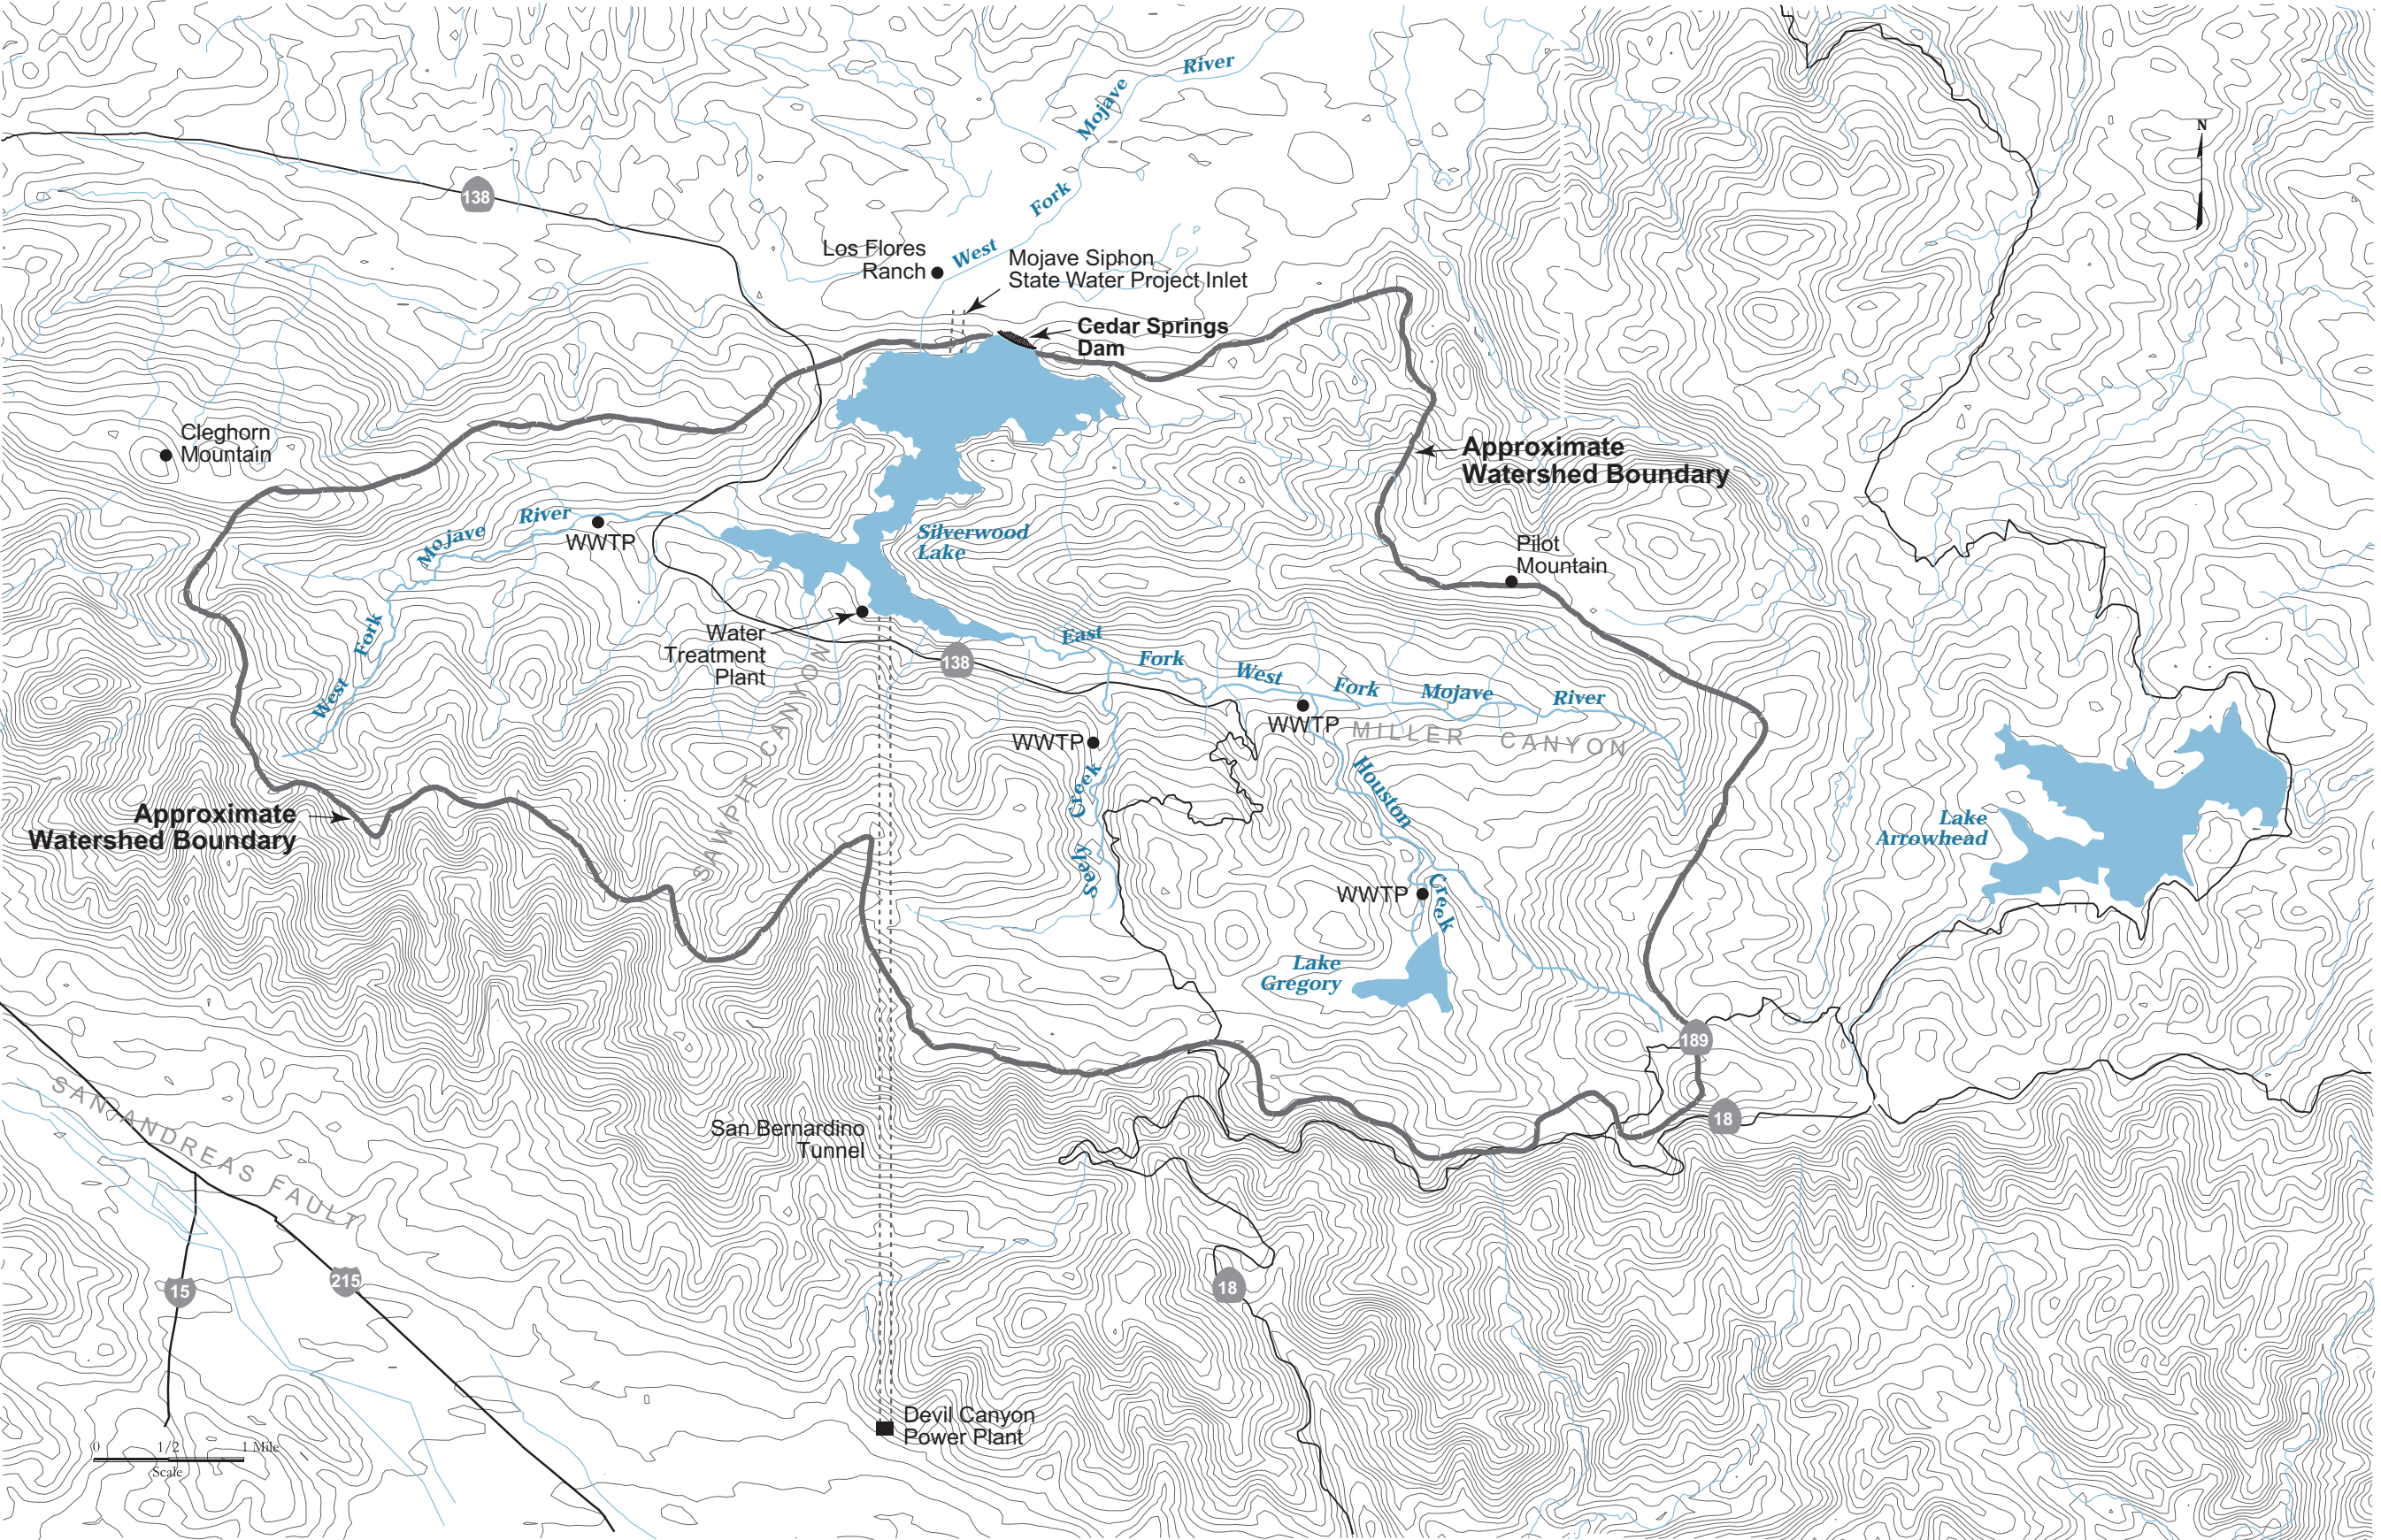 River
Mojave
Fork
West
N
138
Los Flores
Ranch
Mojave Siphon
State Water Project Inlet
Cedar Springs
Dam
Cleghorn
Mountain
Approximate
Watershed Boundary
West Fork Mojave River
WWTP
Silverwood
Lake
Pilot
Mountain
Water
Treatment
Plant
138
East Fork West Fork Mojave River
WWTP
MILLER CANYON
WWTP
SAWPIT CANYON
Seely Creek
Houston Creek
Approximate
Watershed Boundary
Lake
Arrowhead
WWTP
Lake
Gregory
189
18
SAN ANDREAS FAULT
San Bernardino
Tunnel
15
215
18
Devil Canyon
Power Plant
0 1/2 1 Mile
Scale